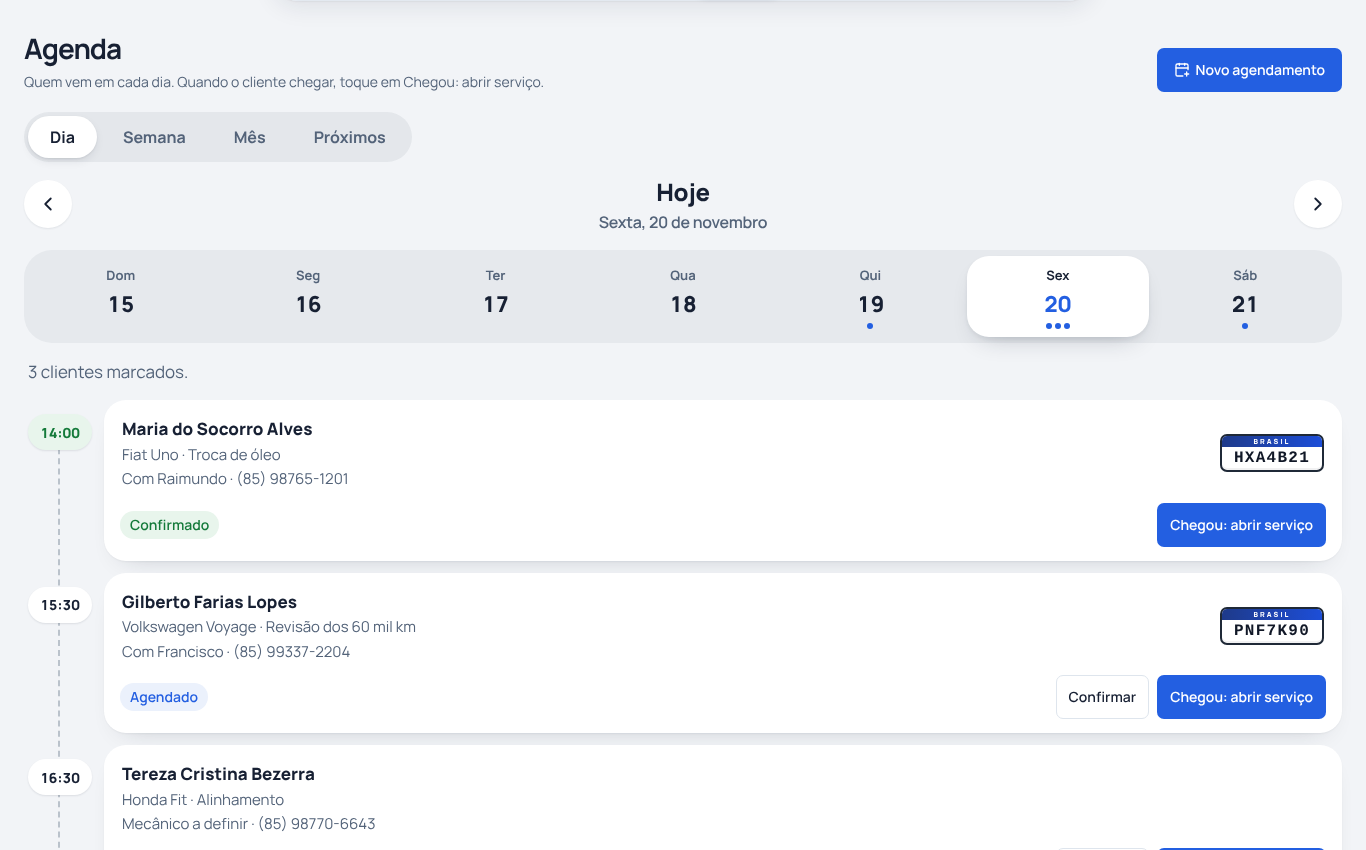 Agenda
Quem vem em cada dia. Quando o cliente chegar, toque em Chegou: abrir serviço.
Novo agendamento
Dia
Semana
Mês
Próximos
Hoje
Sexta, 20 de novembro
Dom
15
Seg
16
Ter
17
Qua
18
Qui
19
Sex
20
Sáb
21
3 clientes marcados.
14:00
Maria do Socorro Alves
Fiat Uno · Troca de óleo
Com Raimundo · (85) 98765-1201
BRASIL
HXA4B21
Confirmado
Chegou: abrir serviço
15:30
Gilberto Farias Lopes
Volkswagen Voyage · Revisão dos 60 mil km
Com Francisco · (85) 99337-2204
BRASIL
PNF7K90
Agendado
Confirmar
Chegou: abrir serviço
16:30
Tereza Cristina Bezerra
Honda Fit · Alinhamento
Mecânico a definir · (85) 98770-6643